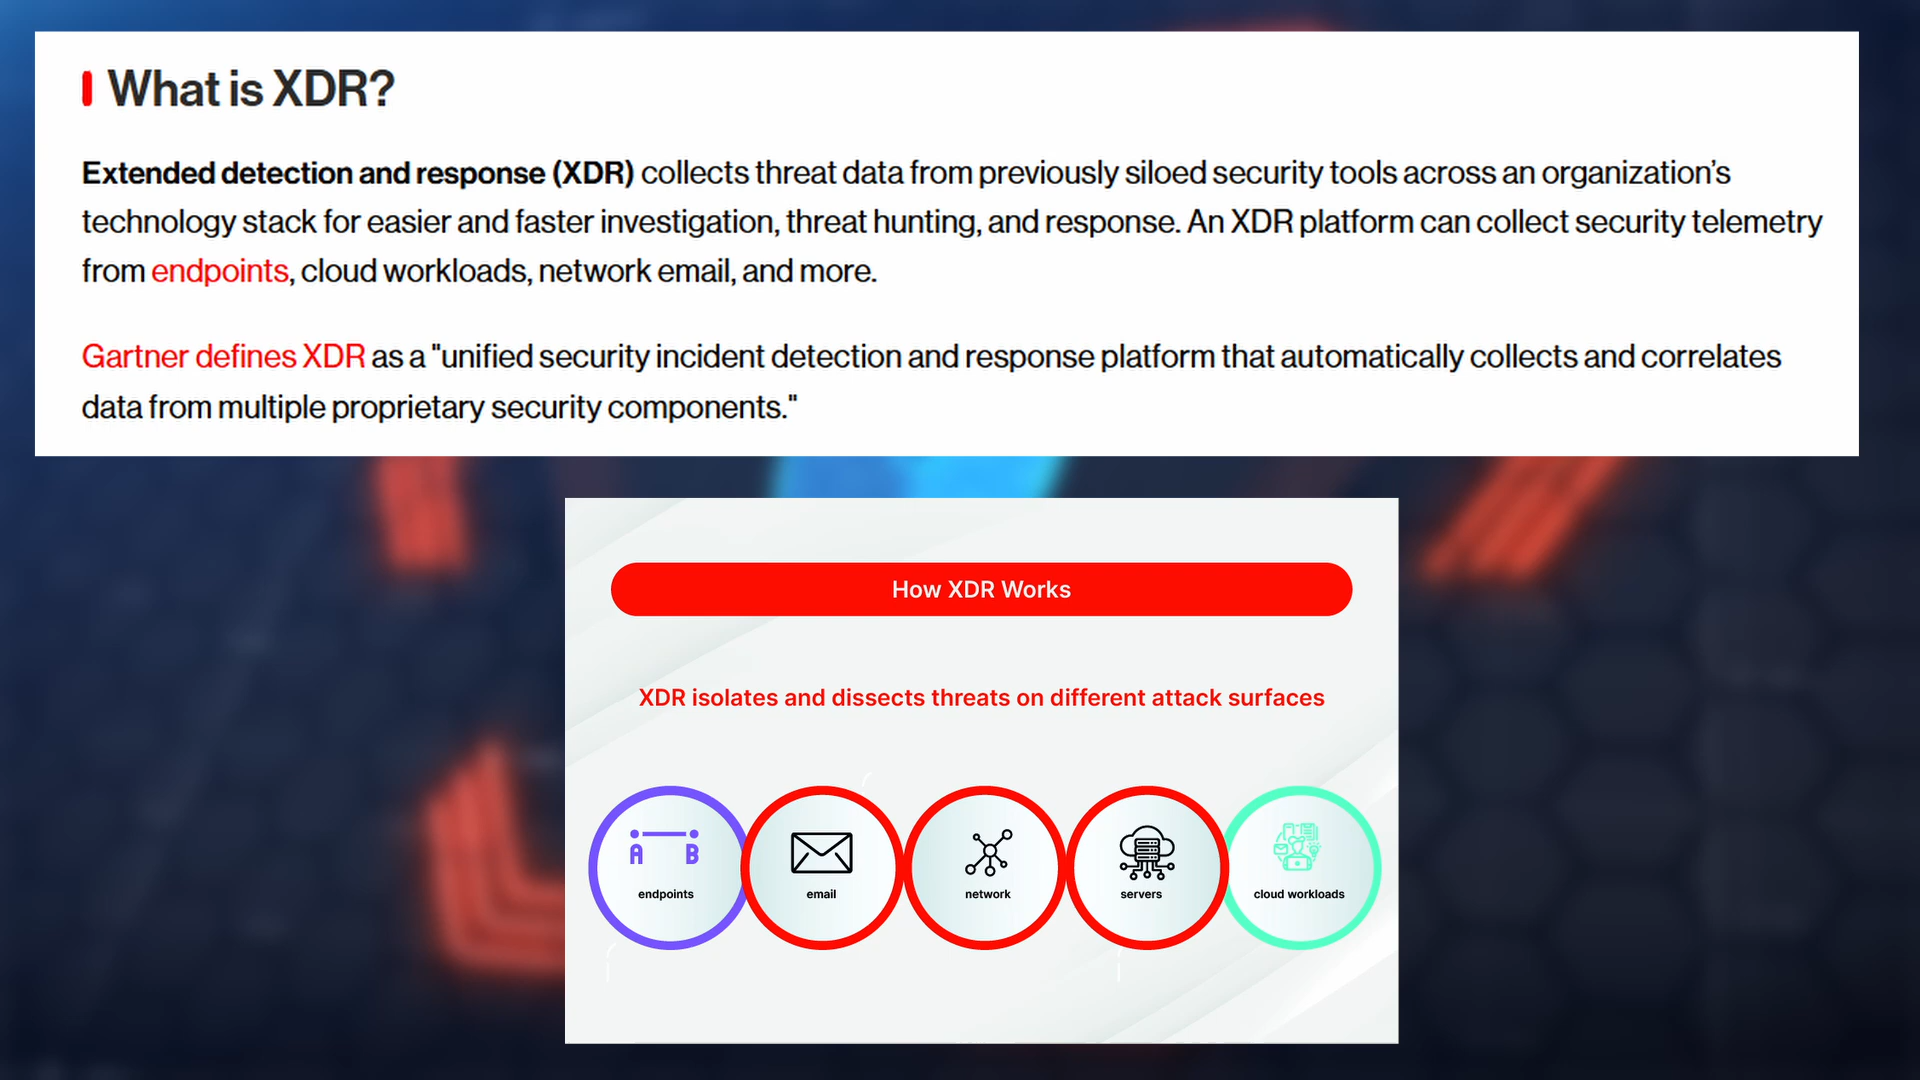 What is XDR?
Extended detection and response (XDR) collects threat data from previously siloed security tools across an organization’s
technology stack for easier and faster investigation, threat hunting, and response. An XDR platform can collect security telemetry
from endpoints, cloud workloads, network email, and more.
Gartner defines XDR as a "unified security incident detection and response platform that automatically collects and correlates
data from multiple proprietary security components."
How XDR Works
XDR isolates and dissects threats on different attack surfaces
A B
endpoints
email
network
servers
cloud workloads